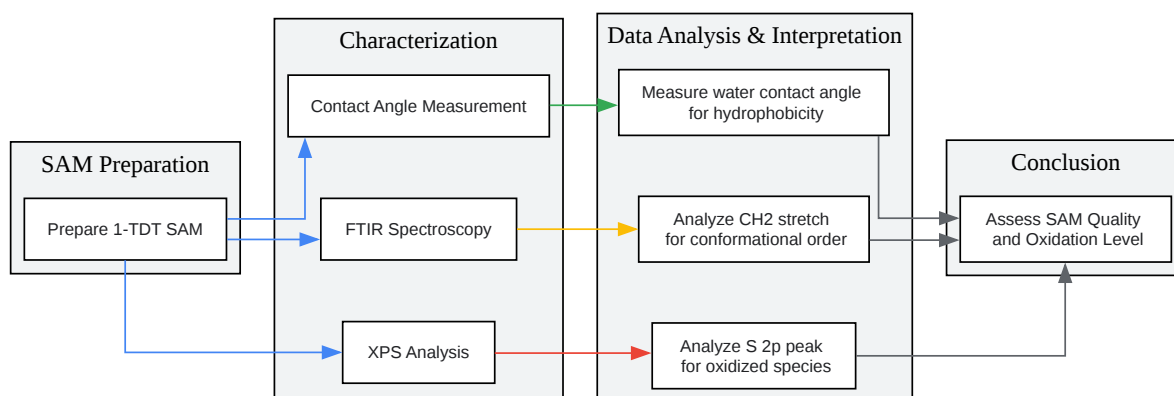 SAM Preparation
Prepare 1-TDT SAM
Characterization
Contact Angle Measurement
FTIR Spectroscopy
XPS Analysis
Data Analysis & Interpretation
Measure water contact angle
for hydrophobicity
Analyze CH2 stretch
for conformational order
Analyze S 2p peak
for oxidized species
Conclusion
Assess SAM Quality
and Oxidation Level